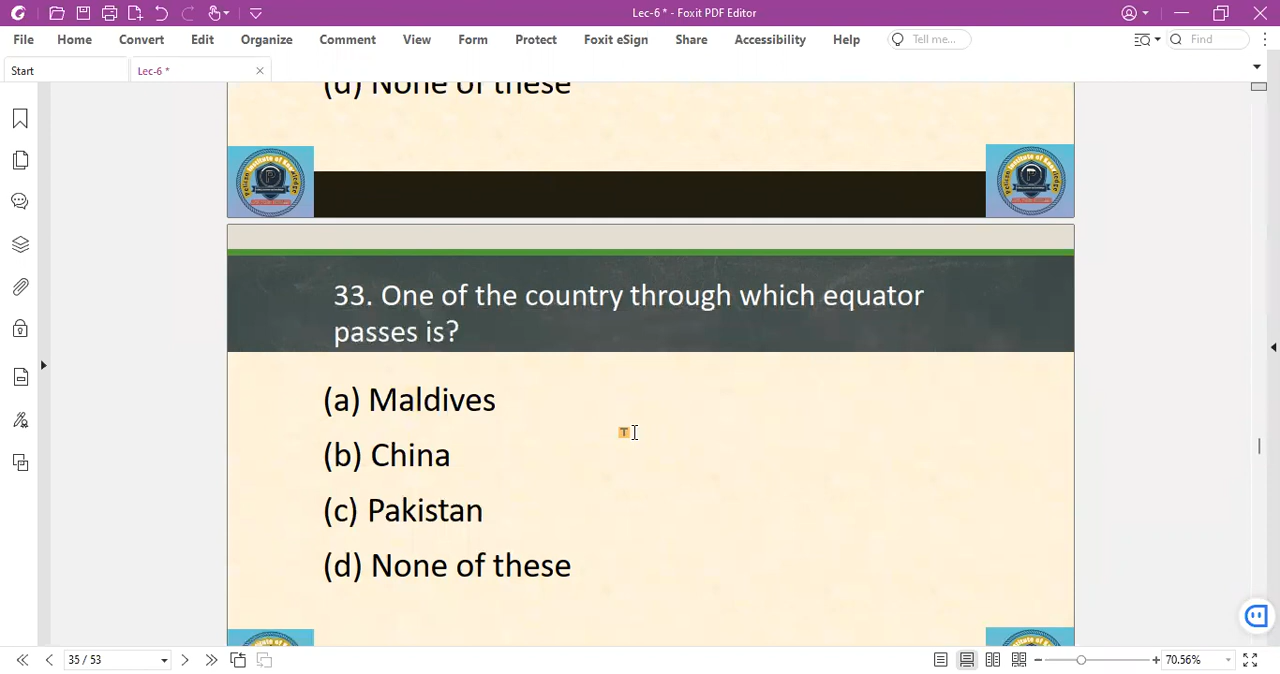 Lec-6 * - Foxit PDF Editor
File Home Convert Edit Organize Comment View Form Protect Foxit eSign Share Accessibility Help Tell me... Find
Start Lec-6 *
(d) None of these
33. One of the country through which equator
passes is?
(a) Maldives
T
(b) China
(c) Pakistan
(d) None of these
35 / 53 70.56%